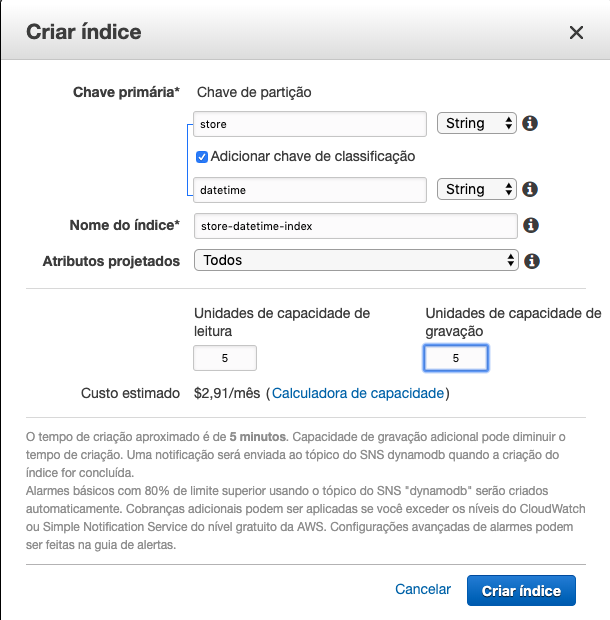 Criar índice
Chave primária* Chave de partição
store String
Adicionar chave de classificação
datetime String
Nome do índice* store-datetime-index
Atributos projetados Todos
Unidades de capacidade de leitura
Unidades de capacidade de gravação
5 5
Custo estimado $2,91/mês (Calculadora de capacidade)
O tempo de criação aproximado é de 5 minutos. Capacidade de gravação adicional pode diminuir o
tempo de criação. Uma notificação será enviada ao tópico do SNS dynamodb quando a criação do
índice for concluída.
Alarmes básicos com 80% de limite superior usando o tópico do SNS "dynamodb" serão criados
automaticamente. Cobranças adicionais podem ser aplicadas se você exceder os níveis do CloudWatch
ou Simple Notification Service do nível gratuito da AWS. Configurações avançadas de alarmes podem
ser feitas na guia de alertas.
Cancelar Criar índice